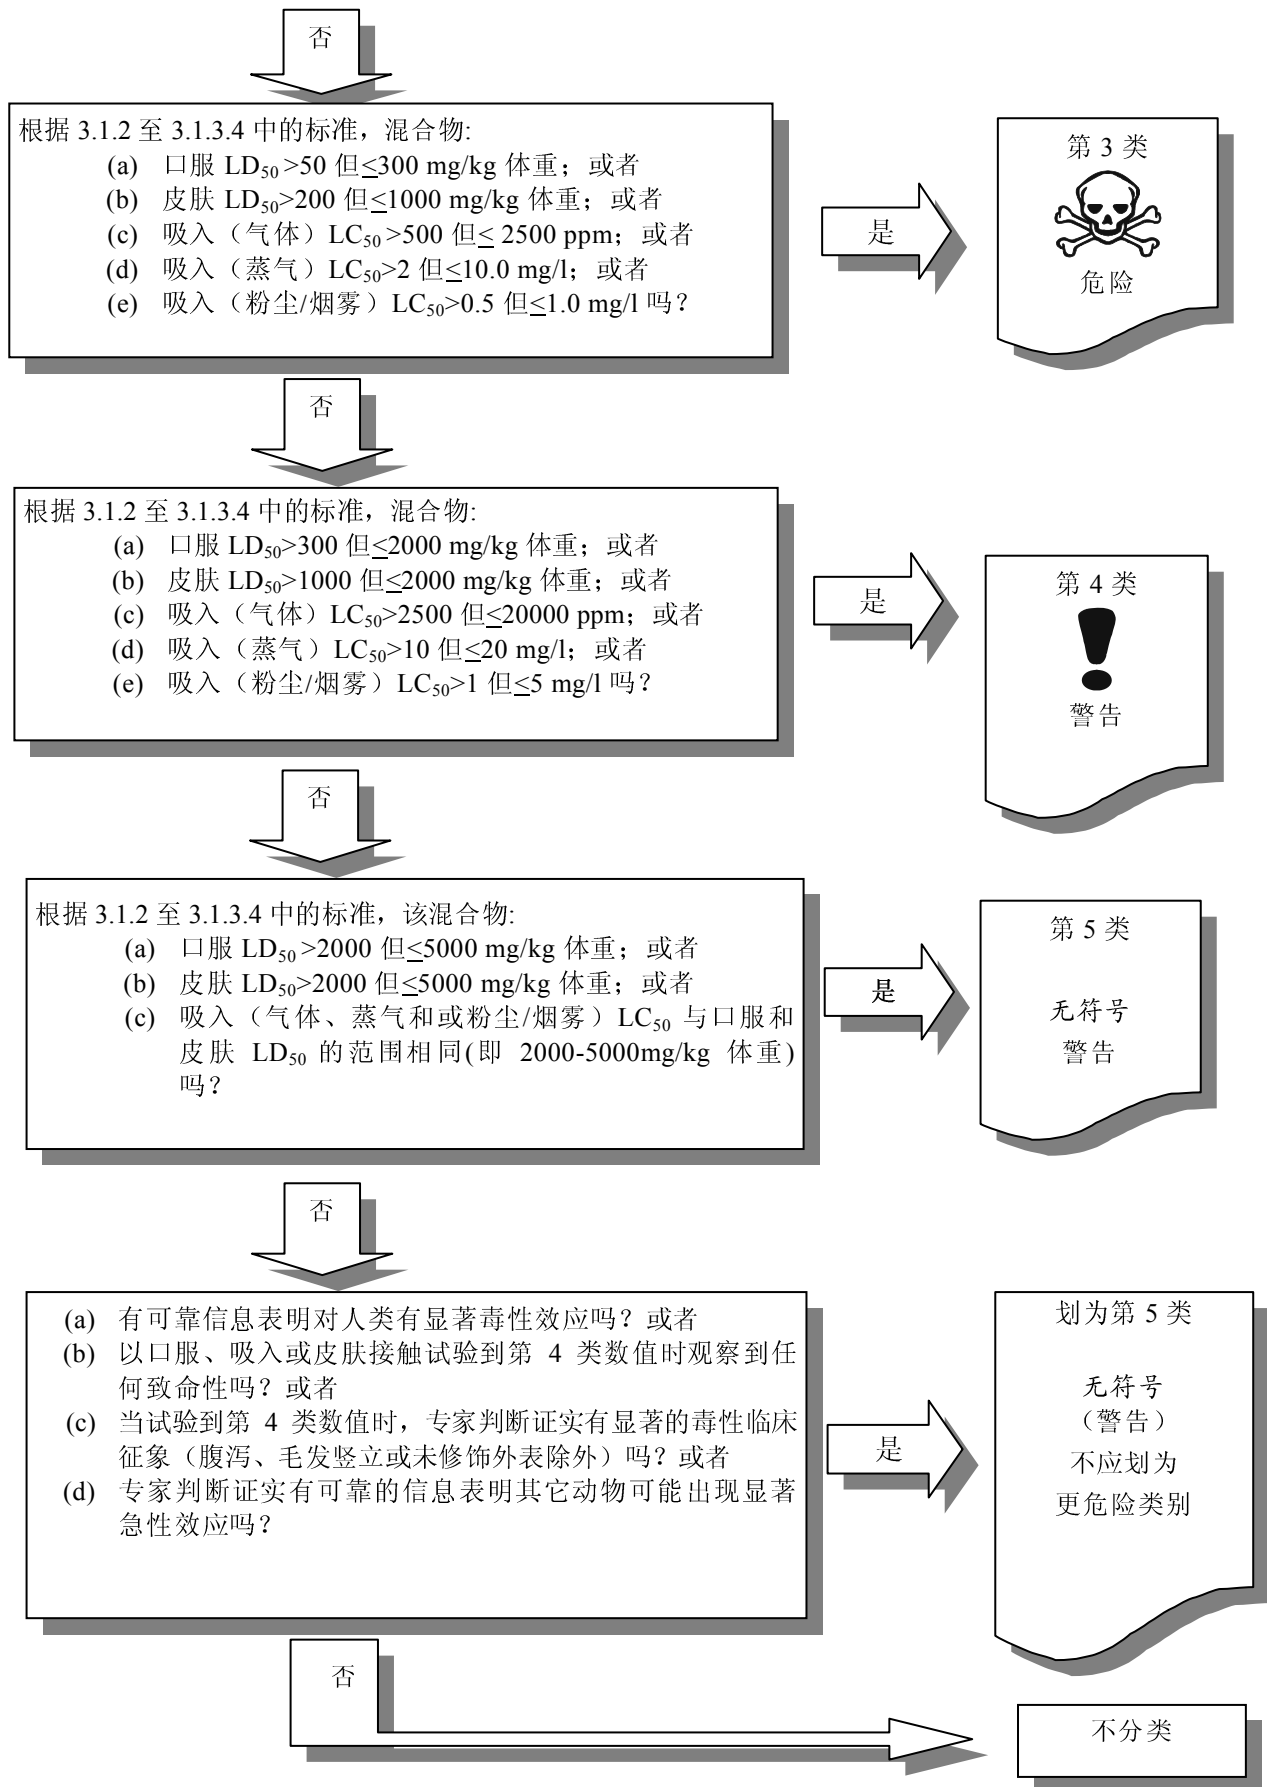 否
根据 3.1.2 至 3.1.3.4 中的标准，混合物:
(a) 口服 LD₅₀>50 但≤300 mg/kg 体重；或者
(b) 皮肤 LD₅₀>200 但≤1000 mg/kg 体重；或者
(c) 吸入（气体）LC₅₀>500 但≤ 2500 ppm；或者
(d) 吸入（蒸气）LC₅₀>2 但≤10.0 mg/l；或者
(e) 吸入（粉尘/烟雾）LC₅₀>0.5 但≤1.0 mg/l 吗？
是
第 3 类
危险
否
根据 3.1.2 至 3.1.3.4 中的标准，混合物:
(a) 口服 LD₅₀>300 但≤2000 mg/kg 体重；或者
(b) 皮肤 LD₅₀>1000 但≤2000 mg/kg 体重；或者
(c) 吸入（气体）LC₅₀>2500 但≤20000 ppm；或者
(d) 吸入（蒸气）LC₅₀>10 但≤20 mg/l；或者
(e) 吸入（粉尘/烟雾）LC₅₀>1 但≤5 mg/l 吗？
是
第 4 类
警告
否
根据 3.1.2 至 3.1.3.4 中的标准，该混合物:
(a) 口服 LD₅₀>2000 但≤5000 mg/kg 体重；或者
(b) 皮肤 LD₅₀>2000 但≤5000 mg/kg 体重；或者
(c) 吸入（气体、蒸气和或粉尘/烟雾）LC₅₀ 与口服和
皮肤 LD₅₀ 的范围相同(即 2000-5000mg/kg 体重)
吗？
是
第 5 类
无符号
警告
否
(a) 有可靠信息表明对人类有显著毒性效应吗？或者
(b) 以口服、吸入或皮肤接触试验到第 4 类数值时观察到任
何致命性吗？或者
(c) 当试验到第 4 类数值时，专家判断证实有显著的毒性临床
征象（腹泻、毛发竖立或未修饰外表除外）吗？或者
(d) 专家判断证实有可靠的信息表明其它动物可能出现显著
急性效应吗？
是
划为第 5 类
无符号
（警告）
不应划为
更危险类别
否
不分类